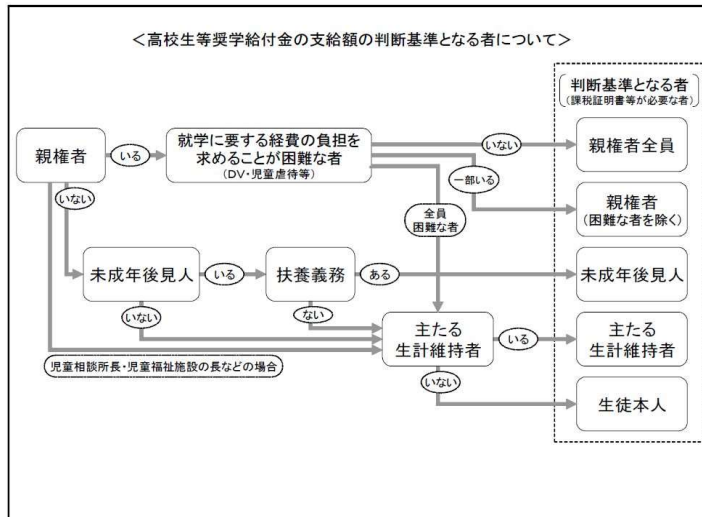 ＜高校生等奨学給付金の支給額の判断基準となる者について＞
判断基準となる者
(課税証明書等が必要な者)
親権者
いる
就学に要する経費の負担を
求めることが困難な者
(DV・児童虐待等)
いない
親権者全員
一部いる
親権者
(困難な者を除く)
全員
困難な者
いない
未成年後見人
いる
扶養義務
ある
未成年後見人
いない
ない
主たる
生計維持者
いる
主たる
生計維持者
児童相談所長・児童福祉施設の長などの場合
いない
生徒本人